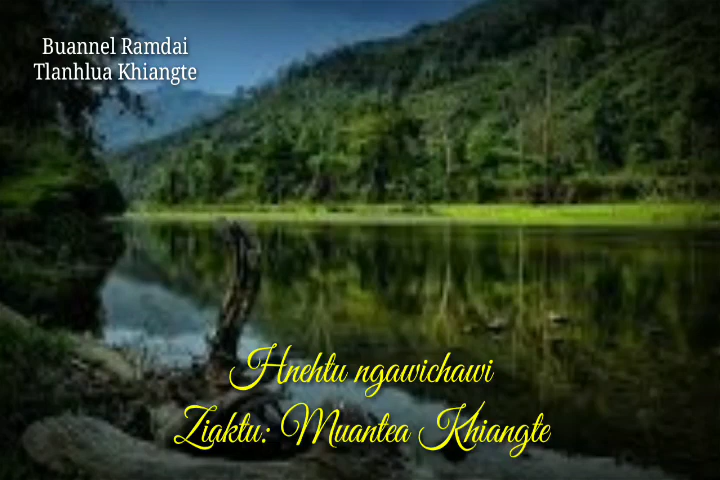 Buannel Ramdai
Tlanhlua Khiangte
Hnehtu ngawichawi
Ziaktu: Muantea Khiangte